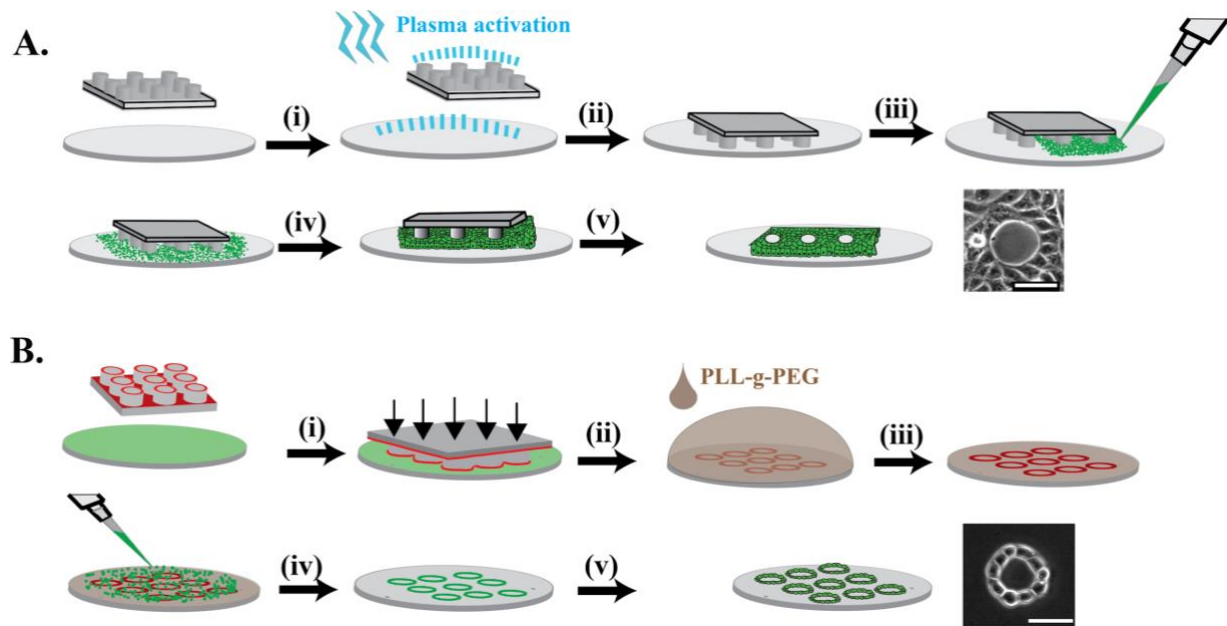 A.
Plasma activation
(i)
(ii)
(iii)
(iv)
(v)
B.
PLL-g-PEG
(i)
(ii)
(iii)
(iv)
(v)